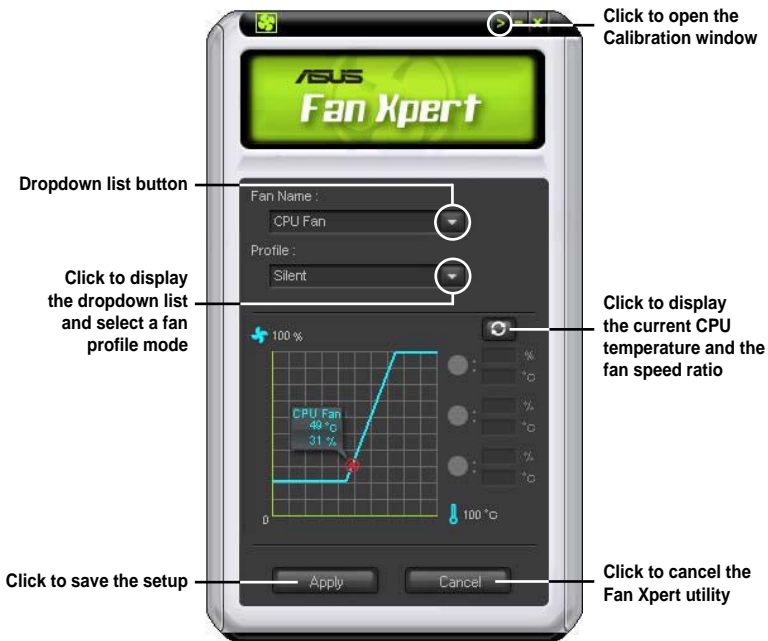 Click to open the
Calibration window
ASUS
Fan Xpert
Dropdown list button
Fan Name :
CPU Fan
Profile :
Silent
Click to display
the dropdown list
and select a fan
profile mode
Click to display
the current CPU
temperature and the
fan speed ratio
100 %
: %
°C
: %
°C
: %
°C
CPU Fan
49 °C
31 %
0
100 °C
Click to save the setup
Apply
Cancel
Click to cancel the
Fan Xpert utility